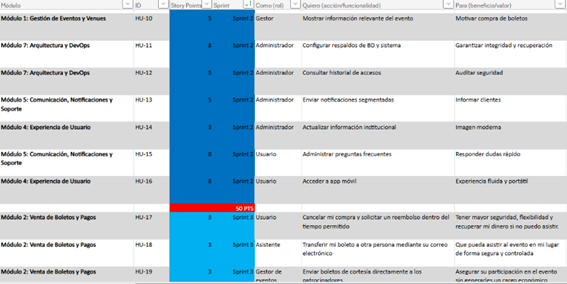 Módulo ID Story Points Sprint Como (rol) Quiero (acción/funcionalidad) Para (beneficio/valor)
Módulo 1: Gestión de Eventos y Venues HU-10 5 Sprint 2 Gestor Mostrar información relevante del evento Motivar compra de boletos
Módulo 7: Arquitectura y DevOps HU-11 8 Sprint 2 Administrador Configurar respaldos de BD y sistema Garantizar integridad y recuperación
Módulo 7: Arquitectura y DevOps HU-12 5 Sprint 2 Administrador Consultar historial de accesos Auditar seguridad
Módulo 5: Comunicación, Notificaciones y HU-13 5 Sprint 2 Administrador Enviar notificaciones segmentadas Informar clientes
Soporte
Módulo 4: Experiencia de Usuario HU-14 3 Sprint 2 Administrador Actualizar información institucional Imagen moderna
Módulo 5: Comunicación, Notificaciones y HU-15 8 Sprint 2 Usuario Administrar preguntas frecuentes Responder dudas rápido
Soporte
Módulo 4: Experiencia de Usuario HU-16 8 Sprint 2 Usuario Acceder a app móvil Experiencia fluida y portátil
50 PTS
Módulo 2: Venta de Boletos y Pagos HU-17 3 Sprint 3 Usuario Cancelar mi compra y solicitar un reembolso dentro del Tener mayor seguridad, flexibilidad y
tiempo permitido recuperar mi dinero si no puedo asistir.
Módulo 2: Venta de Boletos y Pagos HU-18 3 Sprint 3 Asistente Transferir mi boleto a otra persona mediante su correo Que pueda asistir al evento en mi lugar
electrónico de forma segura y controlada
Módulo 2: Venta de Boletos y Pagos HU-19 3 Sprint 3 Gestor de Enviar boletos de cortesía directamente a los Asegurar su participación en el evento
eventos patrocinadores sin generarles un cargo económico